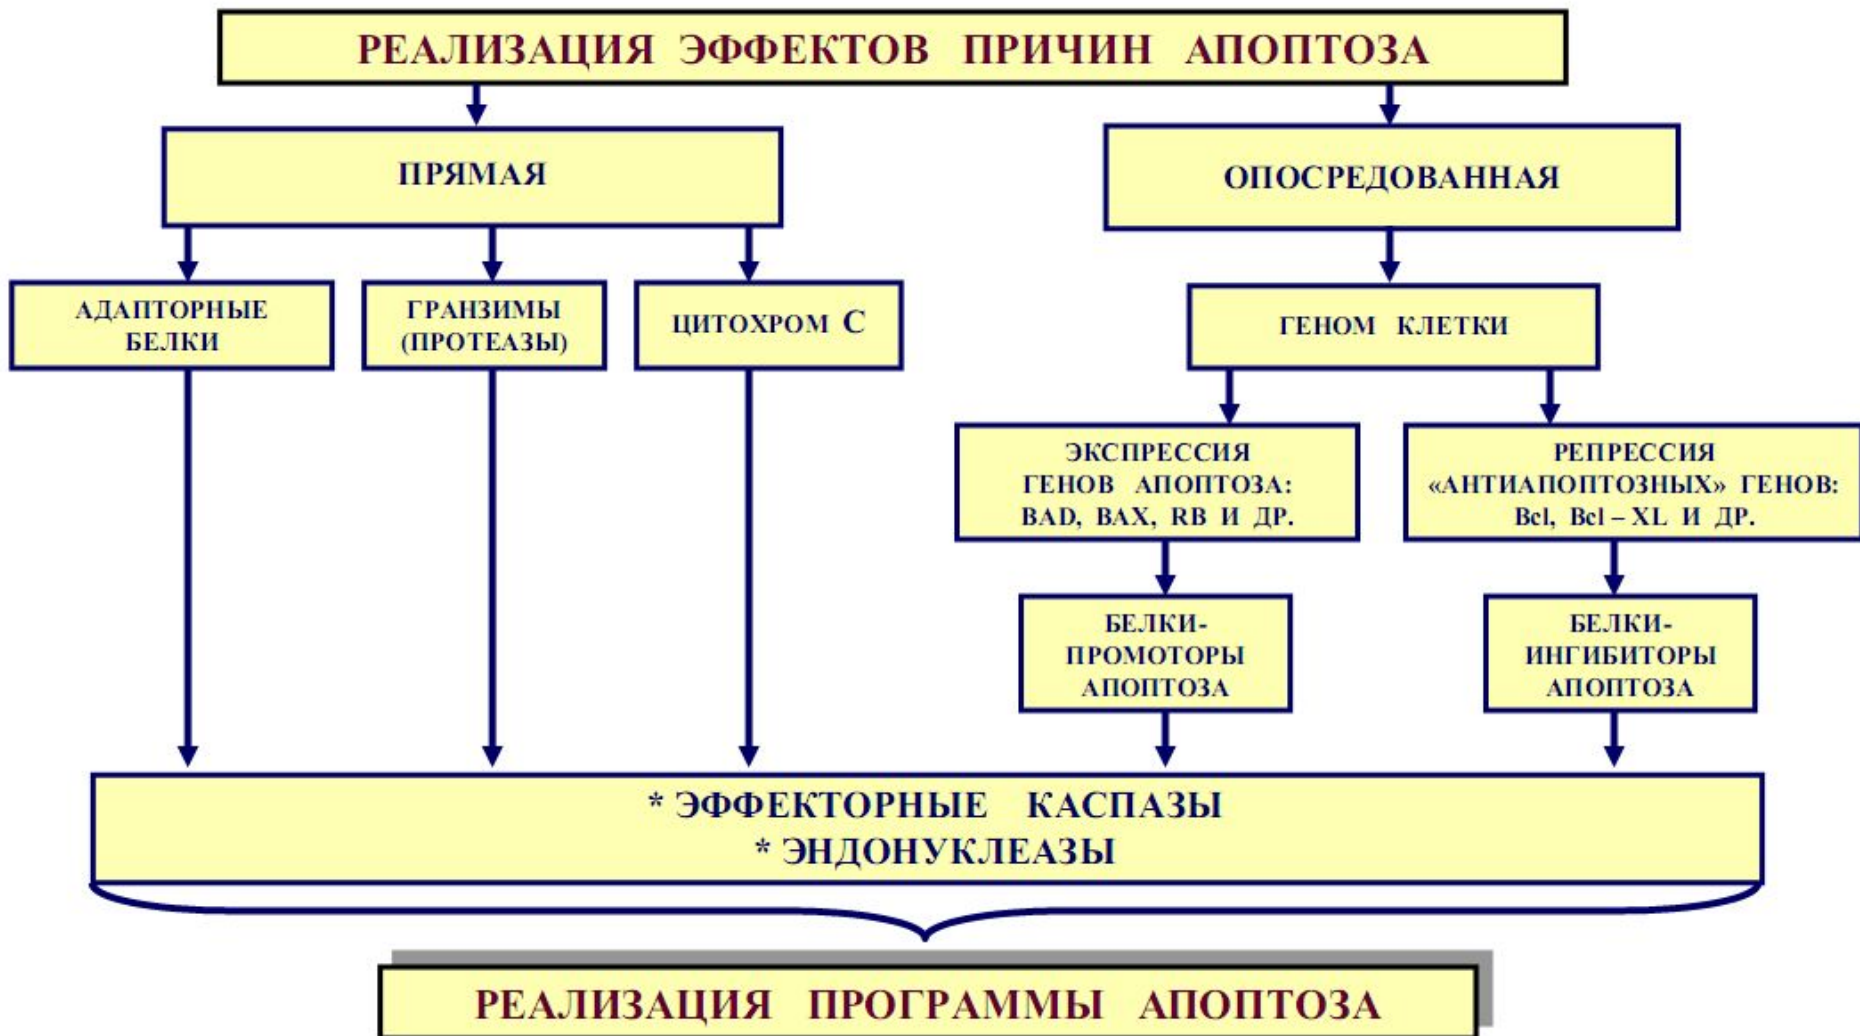 РЕАЛИЗАЦИЯ ЭФФЕКТОВ ПРИЧИН АПОПТОЗА
ПРЯМАЯ
ОПОСРЕДОВАННАЯ
АДАПТОРНЫЕ
БЕЛКИ
ГРАНЗИМЫ
(ПРОТЕАЗЫ)
ЦИТОХРОМ С
ГЕНОМ КЛЕТКИ
ЭКСПРЕССИЯ
ГЕНОВ АПОПТОЗА:
BAD, BAX, RB И ДР.
РЕПРЕССИЯ
«АНТИАПОПТОЗНЫХ» ГЕНОВ:
Bcl, Bcl – XL И ДР.
БЕЛКИ-
ПРОМОТОРЫ
АПОПТОЗА
БЕЛКИ-
ИНГИБИТОРЫ
АПОПТОЗА
* ЭФФЕКТОРНЫЕ КАСПАЗЫ
* ЭНДОНУКЛЕАЗЫ
РЕАЛИЗАЦИЯ ПРОГРАММЫ АПОПТОЗА